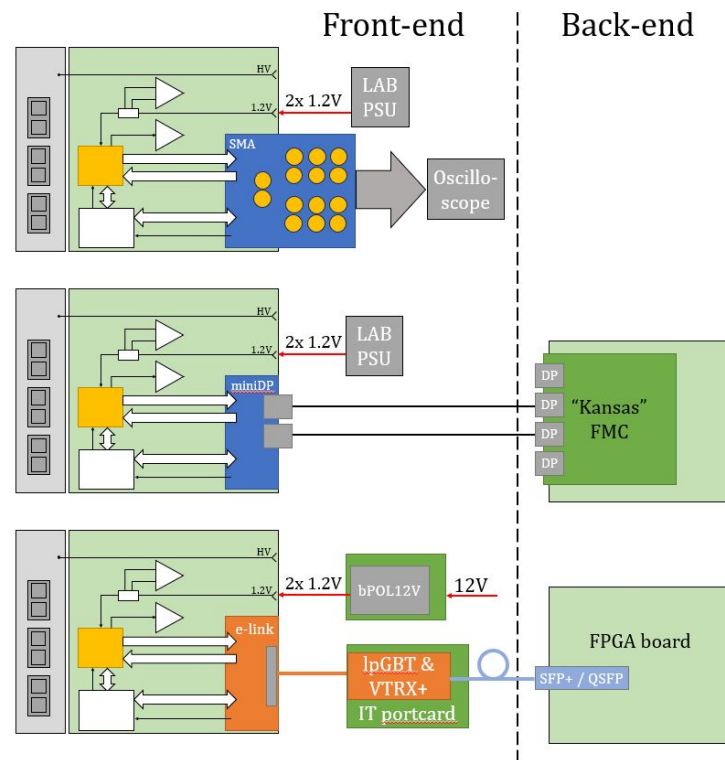 Front-end
Back-end
HV
1.2V
2x 1.2V
LAB
PSU
SMA
Oscillo-
scope
HV
1.2V
2x 1.2V
LAB
PSU
miniDP
DP
DP
DP
DP
"Kansas"
FMC
HV
1.2V
2x 1.2V
bPOL12V
12V
e-link
lpGBT &
VTRX+
IT portcard
FPGA board
SFP+ / QSFP